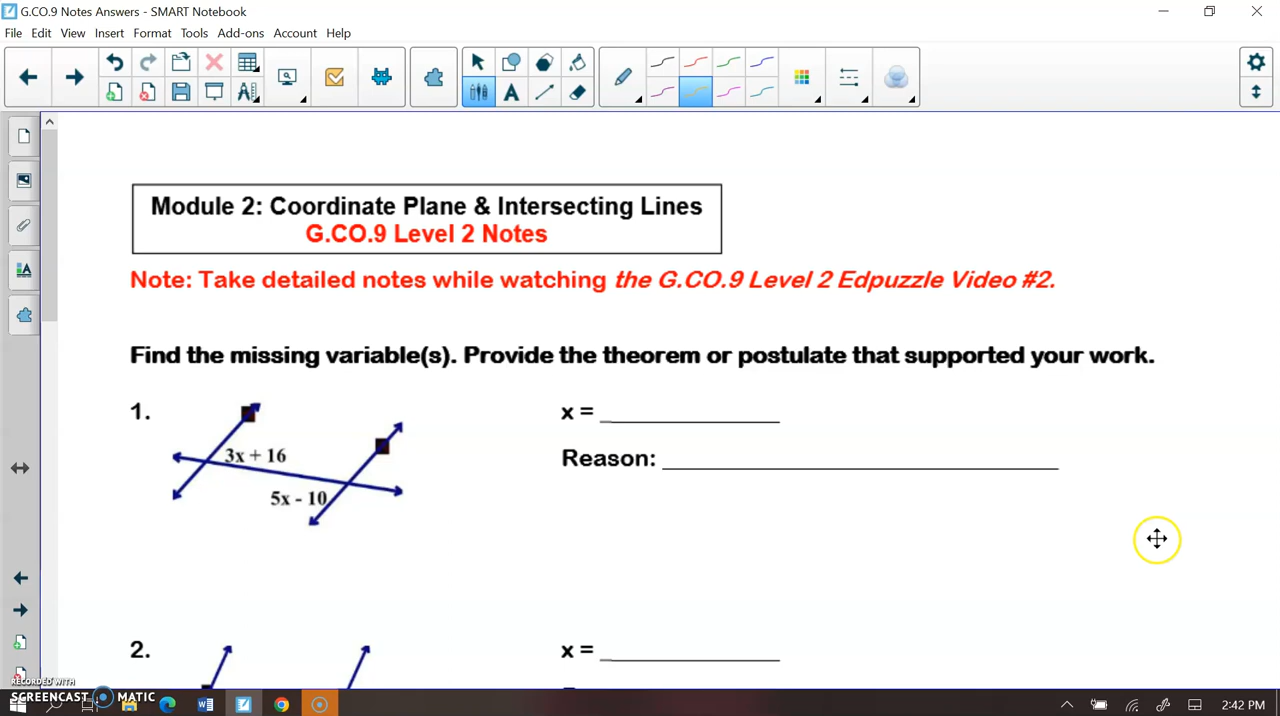 G.CO.9 Notes Answers - SMART Notebook
File Edit View Insert Format Tools Add-ons Account Help
Module 2: Coordinate Plane & Intersecting Lines
G.CO.9 Level 2 Notes
Note: Take detailed notes while watching the G.CO.9 Level 2 Edpuzzle Video #2.
Find the missing variable(s). Provide the theorem or postulate that supported your work.
1.
x = ____________
3x + 16
Reason: ____________________________
5x - 10
2.
x = ____________
RECORDED WITH
SCREENCAST MATIC
2:42 PM